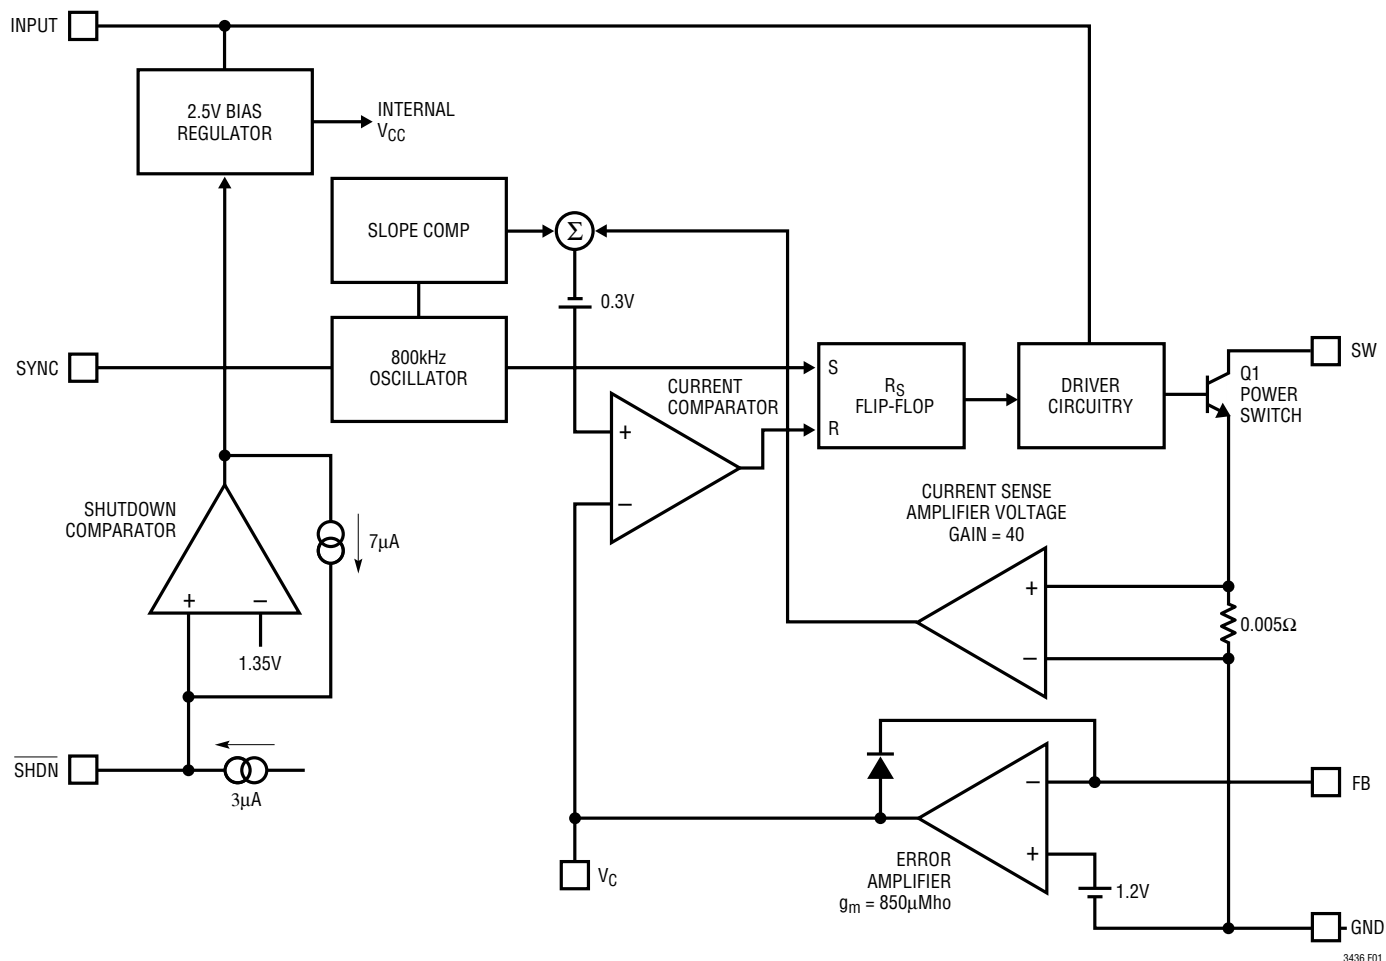 INPUT
2.5V BIAS
REGULATOR
INTERNAL
VCC
SLOPE COMP
Σ
0.3V
SYNC
800kHz
OSCILLATOR
CURRENT
COMPARATOR
+
−
S
R
RS
FLIP-FLOP
DRIVER
CIRCUITRY
SW
Q1
POWER
SWITCH
SHUTDOWN
COMPARATOR
+
−
1.35V
7µA
CURRENT SENSE
AMPLIFIER VOLTAGE
GAIN = 40
+
−
0.005Ω
SHDN
3µA
VC
−
+
FB
ERROR
AMPLIFIER
gm = 850µMho
1.2V
GND
3436 F01